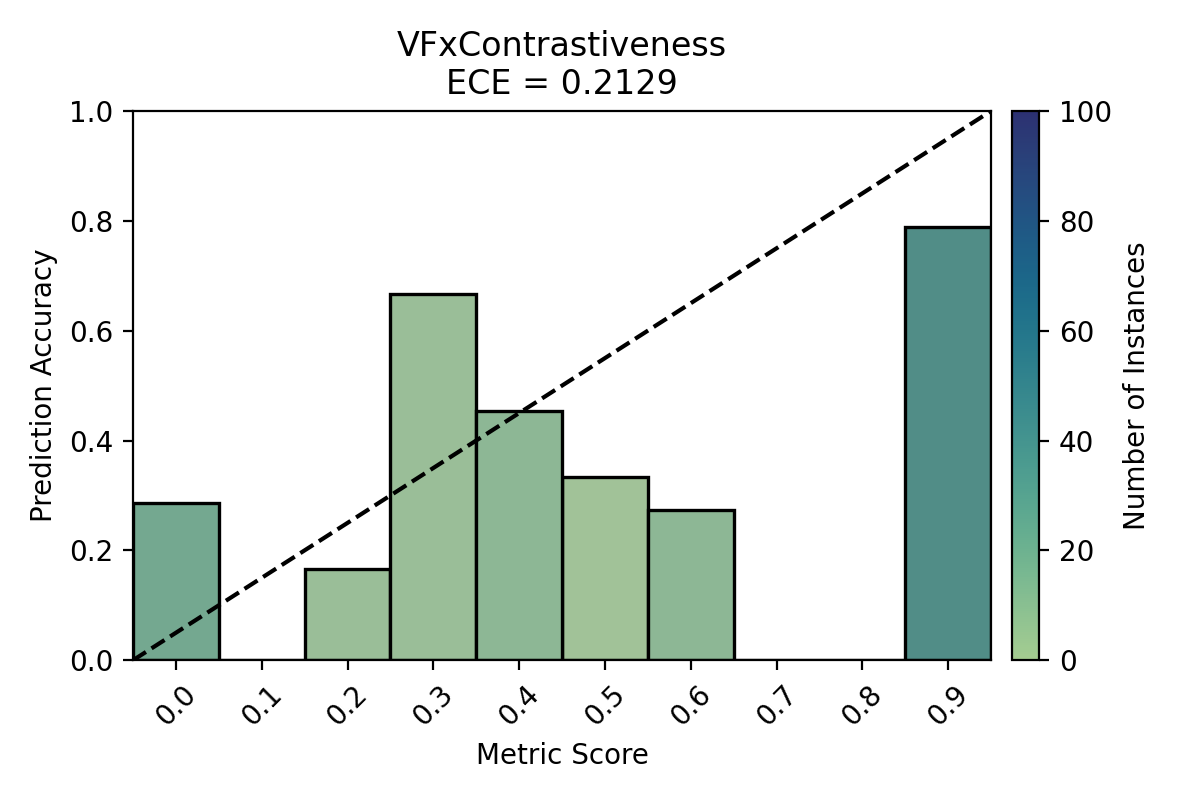 VFxContrastiveness
ECE = 0.2129
Prediction Accuracy
1.0
0.8
0.6
0.4
0.2
0.0
0.0 0.1 0.2 0.3 0.4 0.5 0.6 0.7 0.8 0.9
Metric Score
100
80
60
40
20
0
Number of Instances